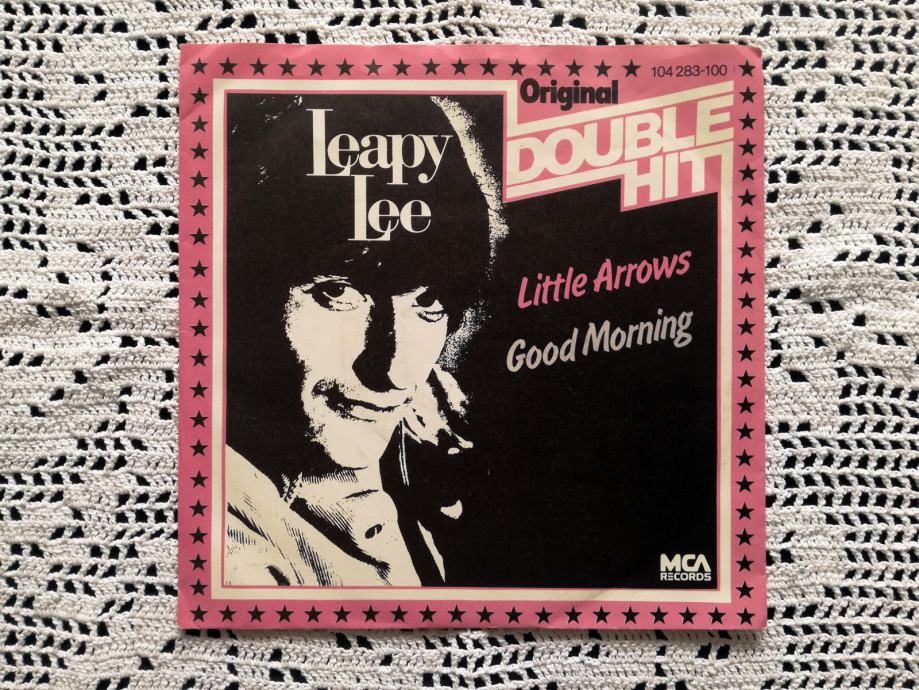 104 283-100
Original
DOUBLE
HIT
Leapy
Lee
Little Arrows
Good Morning
MCA
RECORDS